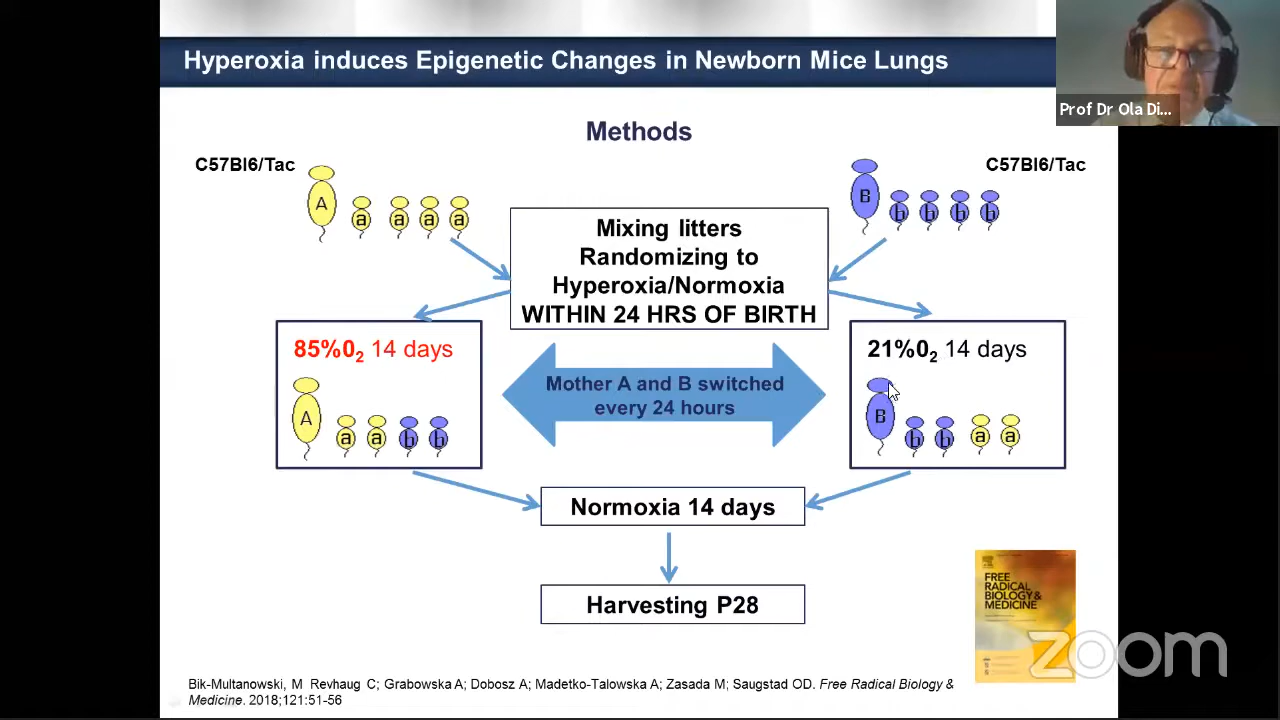 Hyperoxia induces Epigenetic Changes in Newborn Mice Lungs
Prof Dr Ola Di...
Methods
C57Bl6/Tac
C57Bl6/Tac
A
a a a a
B
b b b b
Mixing litters
Randomizing to
Hyperoxia/Normoxia
WITHIN 24 HRS OF BIRTH
85%0₂ 14 days
A
a a b b
Mother A and B switched
every 24 hours
21%0₂ 14 days
B
b b a a
Normoxia 14 days
Harvesting P28
FREE
RADICAL
BIOLOGY &
MEDICINE
zoom
Bik-Multanowski, M Revhaug C; Grabowska A; Dobosz A; Madetko-Talowska A; Zasada M; Saugstad OD. Free Radical Biology &
Medicine. 2018;121:51-56